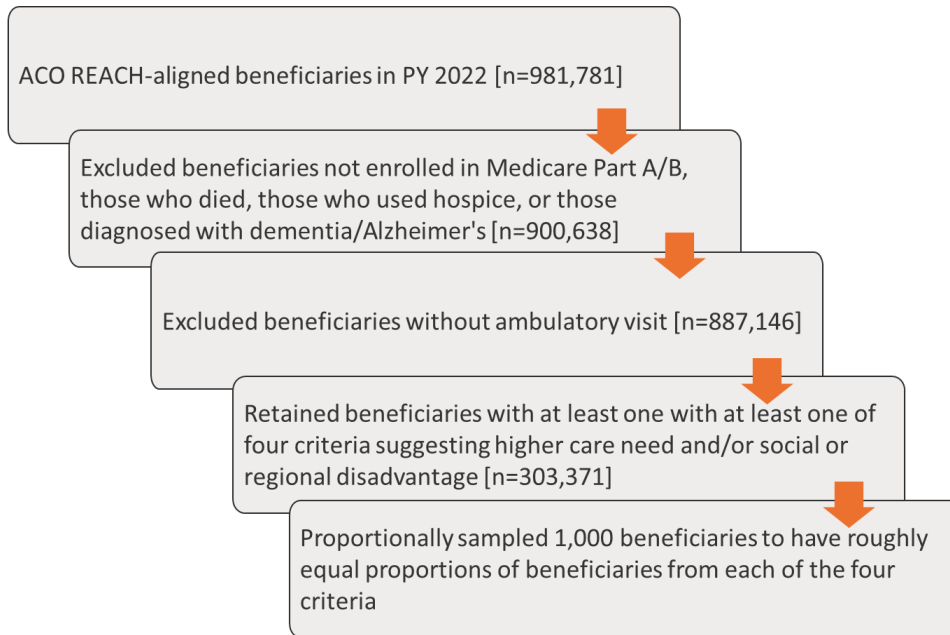 ACO REACH-aligned beneficiaries in PY 2022 [n=981,781]
Excluded beneficiaries not enrolled in Medicare Part A/B,
those who died, those who used hospice, or those
diagnosed with dementia/Alzheimer's [n=900,638]
Excluded beneficiaries without ambulatory visit [n=887,146]
Retained beneficiaries with at least one with at least one of
four criteria suggesting higher care need and/or social or
regional disadvantage [n=303,371]
Proportionally sampled 1,000 beneficiaries to have roughly
equal proportions of beneficiaries from each of the four
criteria